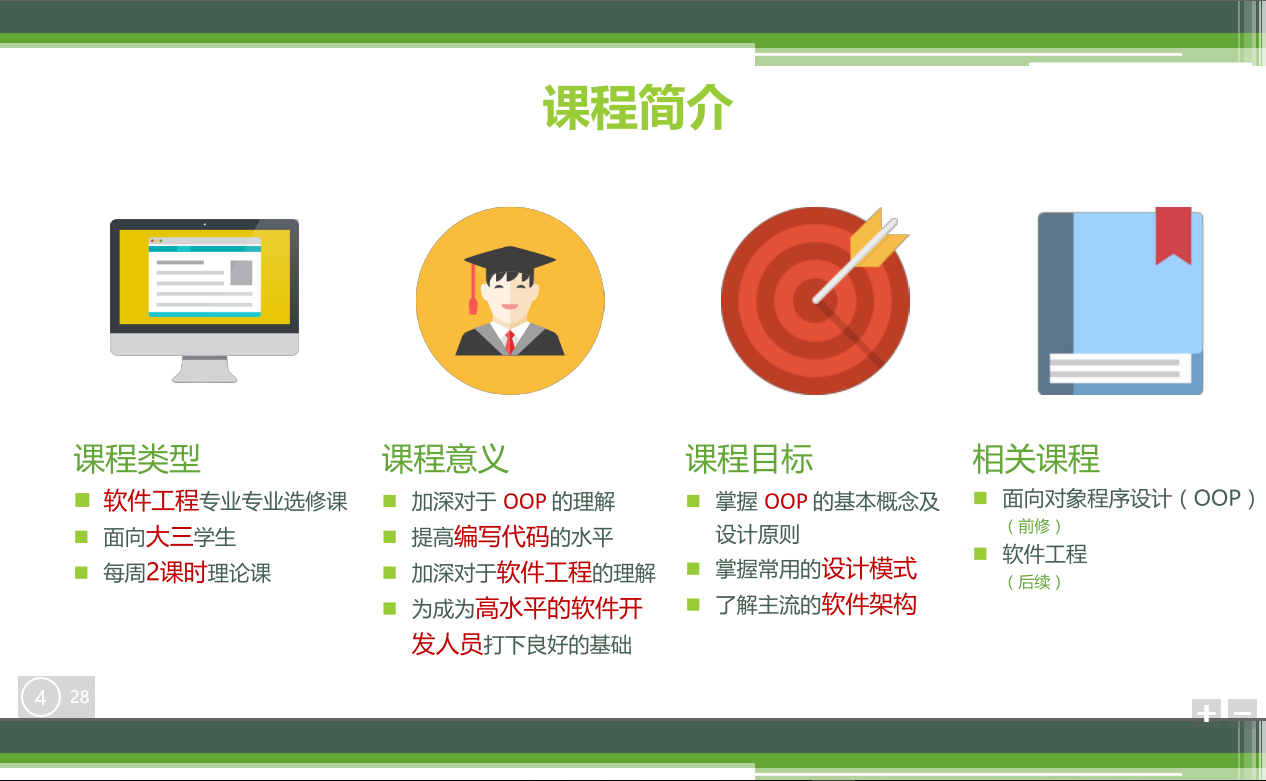 课程简介
课程类型
软件工程专业专业选修课
面向大三学生
每周2课时理论课
课程意义
加深对于 OOP 的理解
提高编写代码的水平
加深对于软件工程的理解
为成为高水平的软件开
发人员打下良好的基础
课程目标
掌握 OOP 的基本概念及
设计原则
掌握常用的设计模式
了解主流的软件架构
相关课程
面向对象程序设计（OOP）
（前修）
软件工程
（后续）
4 28